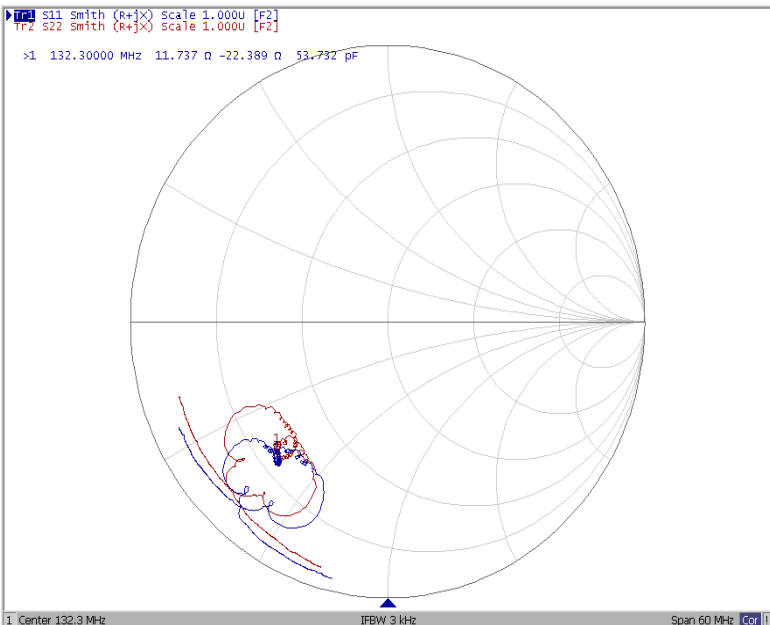 Tr1 S11 Smith (R+jX) Scale 1.000U [F2]
Tr2 S22 Smith (R+jX) Scale 1.000U [F2]
>1 132.30000 MHz 11.737 Ω -22.389 Ω 53.732 pF
1
1 Center 132.3 MHz IFBW 3 kHz Span 60 MHz Cor !